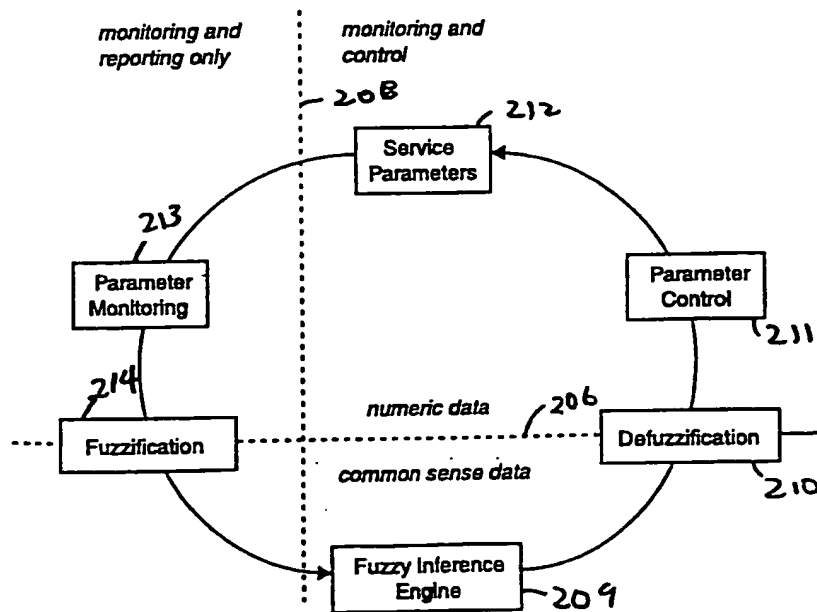 monitoring and
reporting only
monitoring and
control
208
212
Service
Parameters
213
Parameter
Monitoring
Parameter
Control
211
214
numeric data
206
Fuzzification
Defuzzification
common sense data
210
Fuzzy Inference
Engine
209